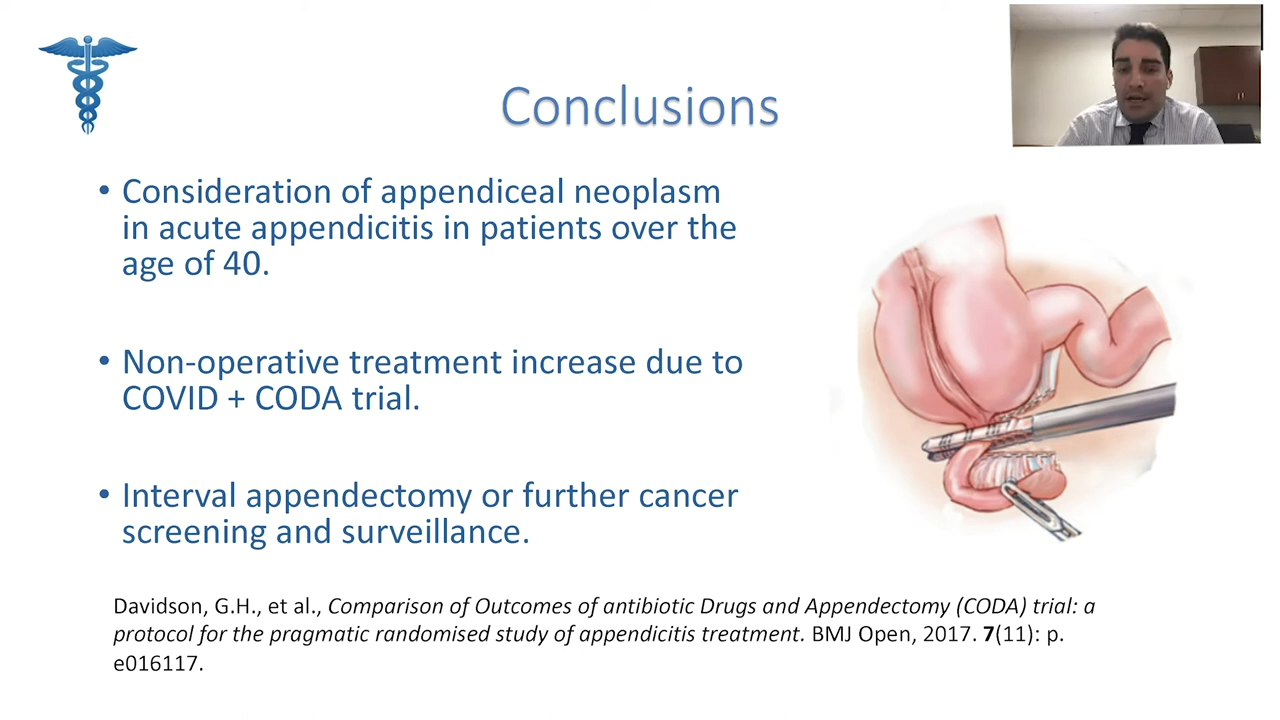 Conclusions
• Consideration of appendiceal neoplasm
in acute appendicitis in patients over the
age of 40.
• Non-operative treatment increase due to
COVID + CODA trial.
• Interval appendectomy or further cancer
screening and surveillance.
Davidson, G.H., et al., Comparison of Outcomes of antibiotic Drugs and Appendectomy (CODA) trial: a
protocol for the pragmatic randomised study of appendicitis treatment. BMJ Open, 2017. 7(11): p.
e016117.